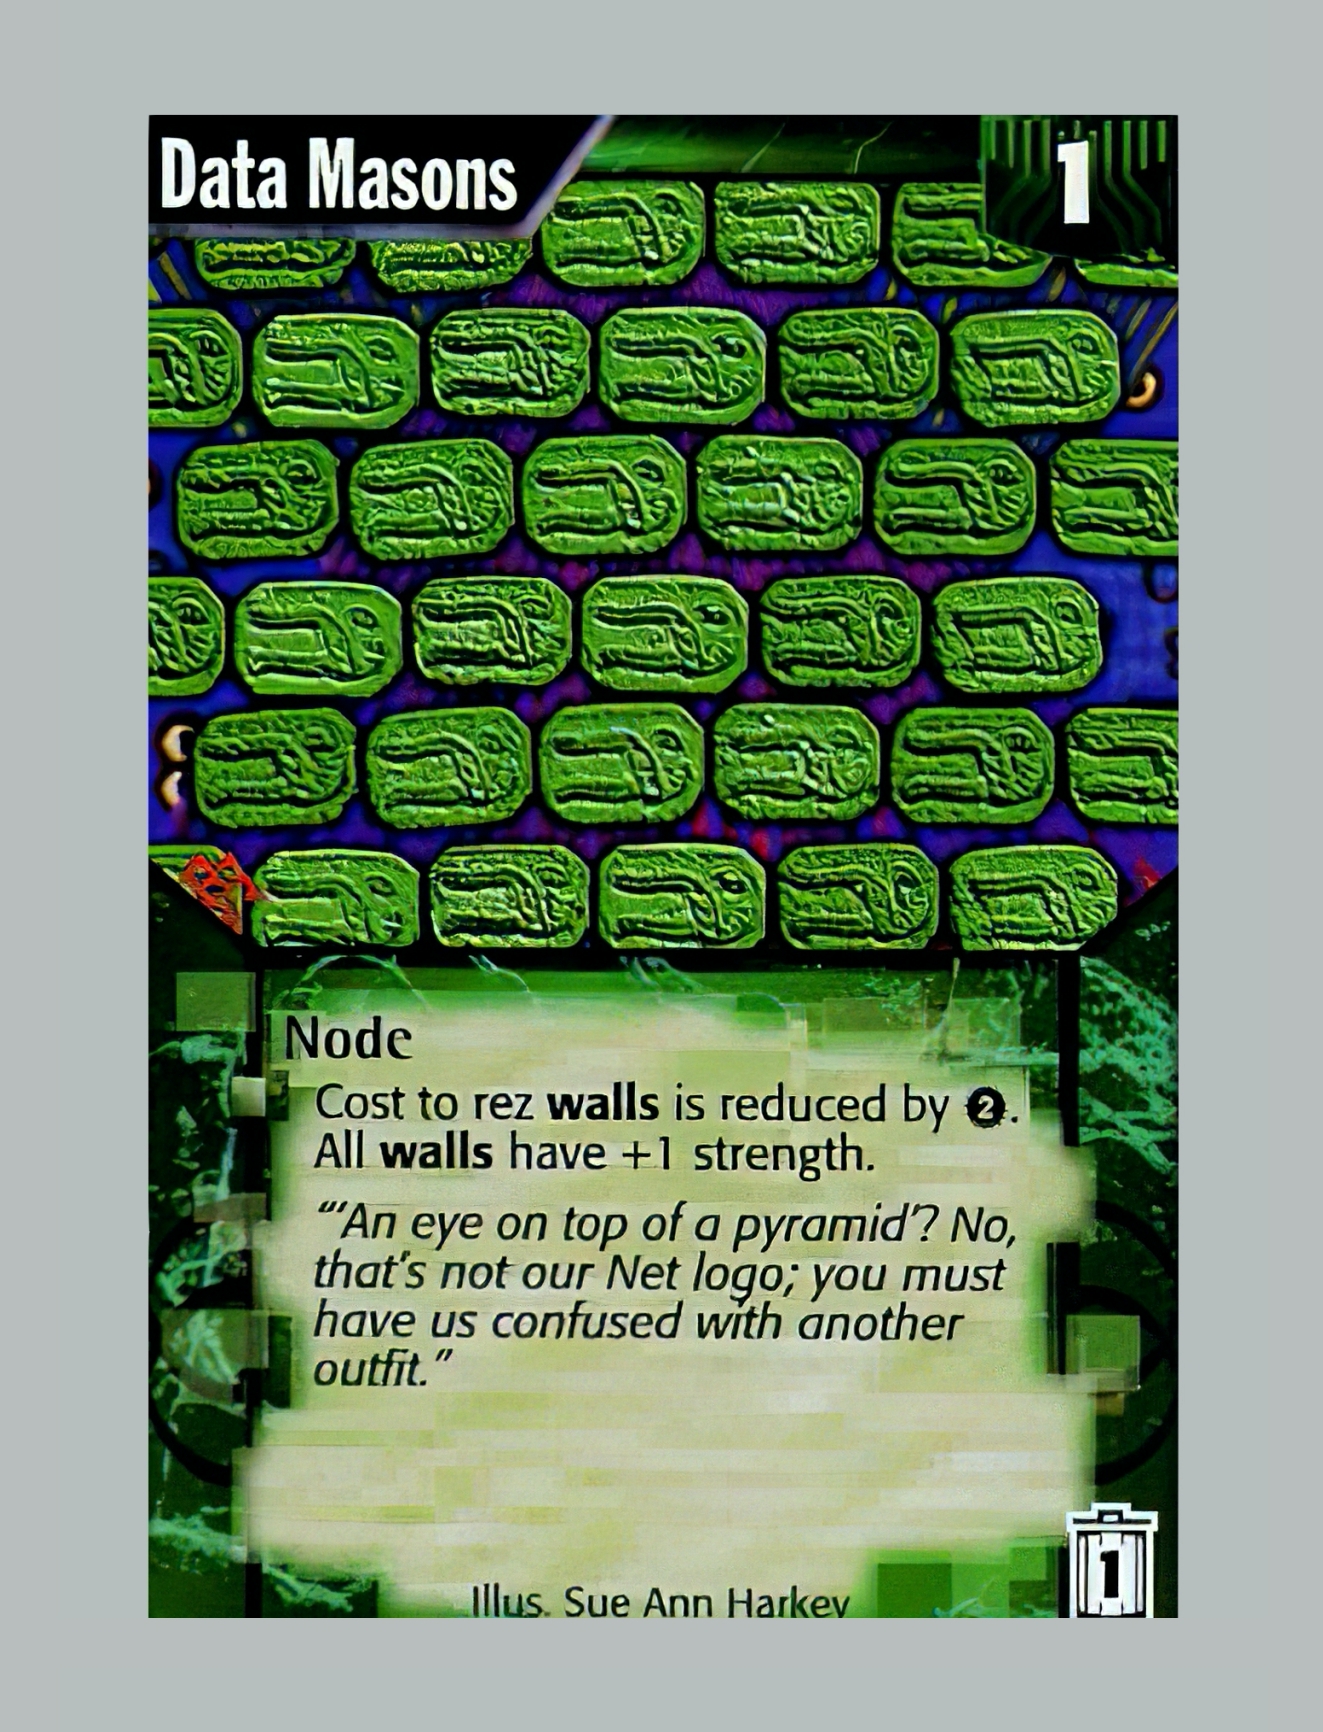 Data Masons
1
Node
Cost to rez walls is reduced by 2.
All walls have +1 strength.
"'An eye on top of a pyramid'? No,
that's not our Net logo; you must
have us confused with another
outfit."
1
Illus. Sue Ann Harkey